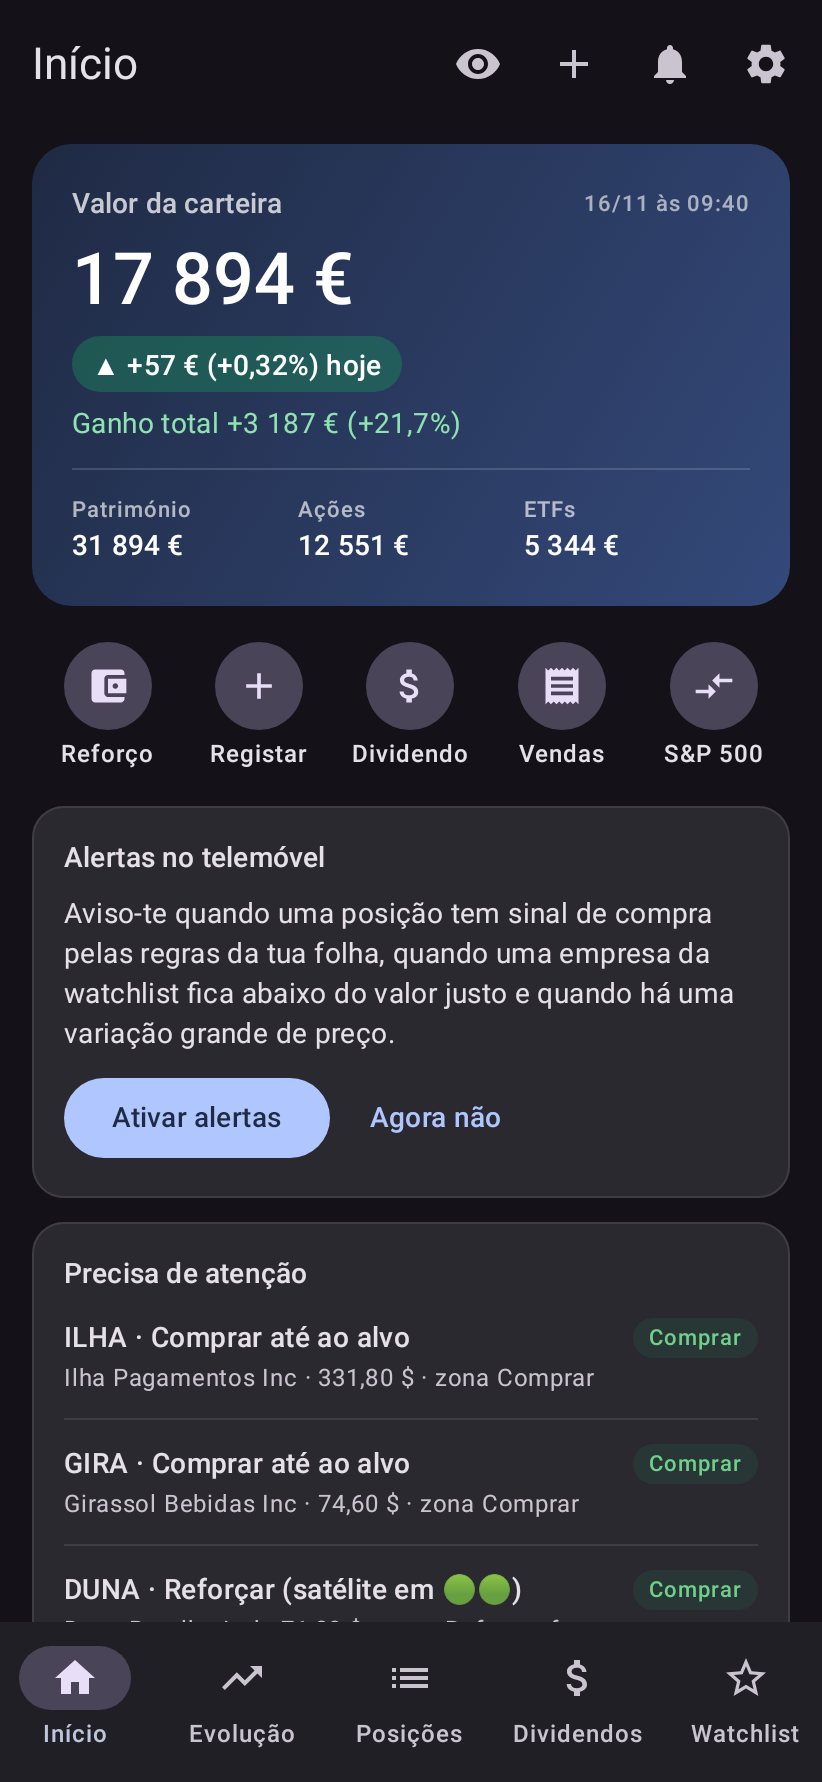 Início
Valor da carteira
16/11 às 09:40
17 894 €
▲ +57 € (+0,32%) hoje
Ganho total +3 187 € (+21,7%)
Património
Ações
ETFs
31 894 €
12 551 €
5 344 €
Reforço
Registar
Dividendo
Vendas
S&P 500
Alertas no telemóvel
Aviso-te quando uma posição tem sinal de compra
pelas regras da tua folha, quando uma empresa da
watchlist fica abaixo do valor justo e quando há uma
variação grande de preço.
Ativar alertas
Agora não
Precisa de atenção
ILHA · Comprar até ao alvo
Comprar
Ilha Pagamentos Inc · 331,80 $ · zona Comprar
GIRA · Comprar até ao alvo
Comprar
Girassol Bebidas Inc · 74,60 $ · zona Comprar
DUNA · Reforçar (satélite em 🟢🟢)
Comprar
Início
Evolução
Posições
Dividendos
Watchlist